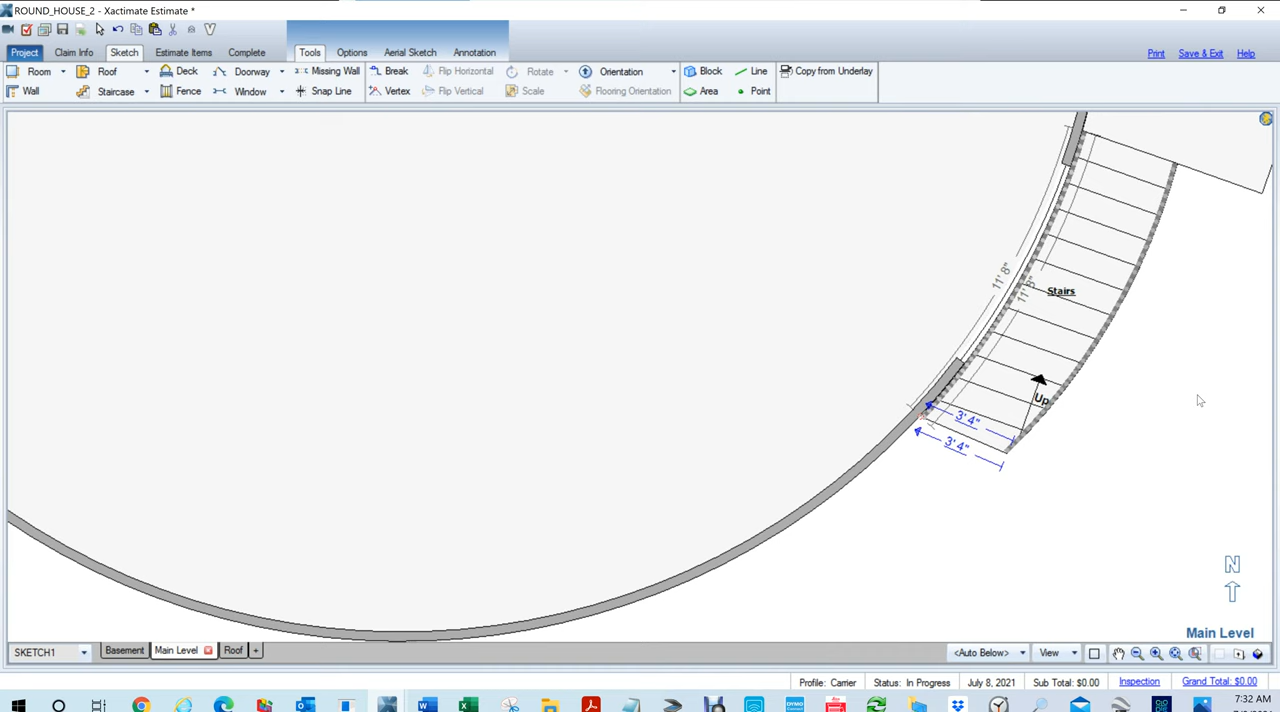 ROUND_HOUSE_2 - Xactimate Estimate *
Project Claim Info Sketch Estimate Items Complete Tools Options Aerial Sketch Annotation Print Save & Exit Help
Room Roof Deck Doorway Missing Wall Break Flip Horizontal Rotate Orientation Block Line Copy from Underlay
Wall Staircase Fence Window Snap Line Vertex Flip Vertical Scale Flooring Orientation Area Point
11' 8"
11' 8"
Stairs
Up
3' 4"
3' 4"
N
Main Level
SKETCH1 Basement Main Level Roof + <Auto Below> View
Profile: Carrier Status: In Progress July 8, 2021 Sub Total: $0.00 Inspection Grand Total: $0.00
7:32 AM